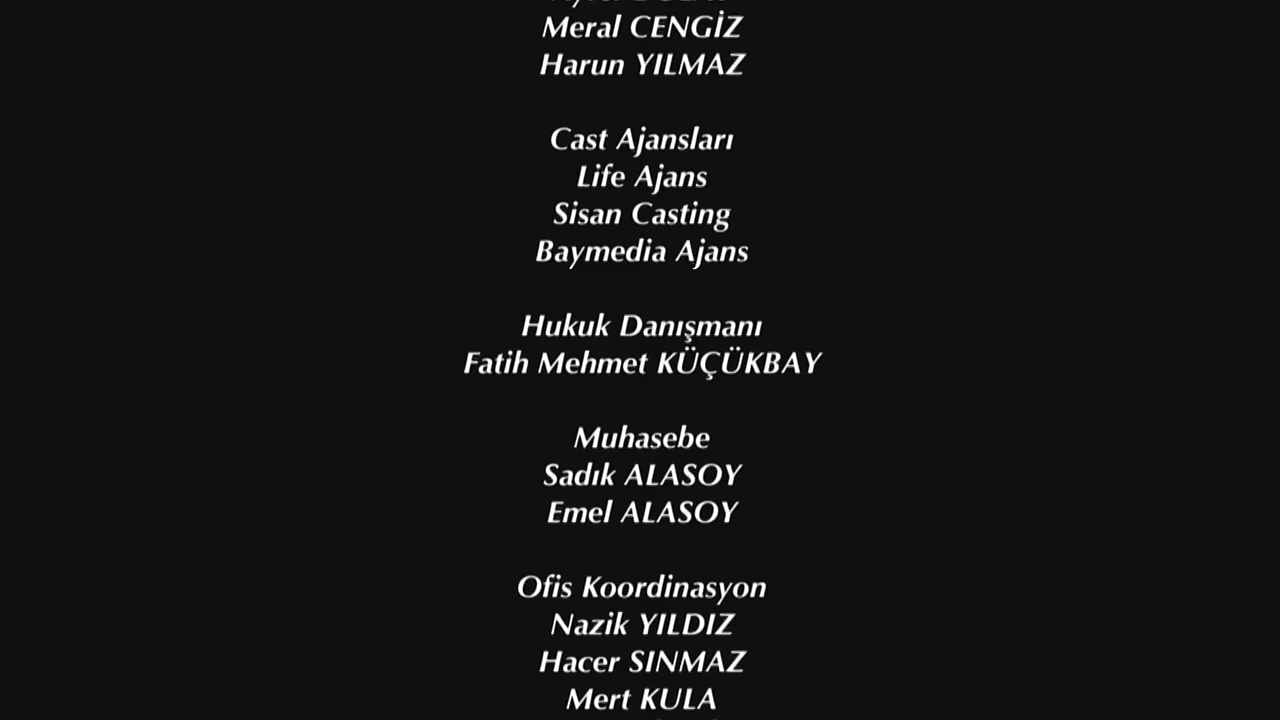 Meral CENGİZ
Harun YILMAZ
Cast Ajansları
Life Ajans
Sisan Casting
Baymedia Ajans
Hukuk Danışmanı
Fatih Mehmet KÜÇÜKBAY
Muhasebe
Sadık ALASOY
Emel ALASOY
Ofis Koordinasyon
Nazik YILDIZ
Hacer SINMAZ
Mert KULA